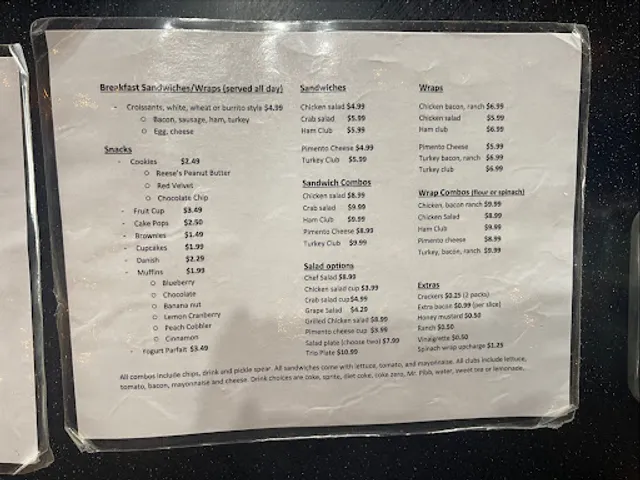 Breakfast Sandwiches/Wraps (served all day)
- Croissants, white, wheat or burrito style $4.99
o Bacon, sausage, ham, turkey
o Egg, cheese
Snacks
- Cookies $2.49
o Reese's Peanut Butter
o Red Velvet
o Chocolate Chip
- Fruit Cup $3.49
- Cake Pops $2.50
- Brownies $1.49
- Cupcakes $1.99
- Danish $2.29
- Muffins $1.99
o Blueberry
o Chocolate
o Banana nut
o Lemon Cranberry
o Peach Cobbler
o Cinnamon
- Yogurt Parfait $3.49
Sandwiches
Chicken salad $4.99
Crab salad $5.99
Ham Club $5.99
Pimento Cheese $4.99
Turkey Club $5.99
Sandwich Combos
Chicken salad $8.99
Crab salad $9.99
Ham Club $9.99
Pimento Cheese $8.99
Turkey Club $9.99
Salad options
Chef Salad $8.99
Chicken salad cup $3.99
Crab salad cup $4.99
Grape Salad $4.29
Grilled Chicken salad $8.99
Pimento cheese cup $3.99
Salad plate (choose two) $7.99
Trio Plate $10.99
Wraps
Chicken bacon, ranch $6.99
Chicken salad $5.99
Ham club $6.99
Pimento Cheese $5.99
Turkey bacon, ranch $6.99
Turkey club $6.99
Wrap Combos (flour or spinach)
Chicken, bacon, ranch $9.99
Chicken Salad $8.99
Ham Club $9.99
Pimento cheese $8.99
Turkey, bacon, ranch $9.99
Extras
Crackers $0.25 (3 packs)
Extra bacon $0.99 (per slice)
Honey mustard $0.50
Ranch $0.50
Vinaigrette $0.50
Spinach wrap upcharge $1.25
All combos include chips, drink and pickle spear. All sandwiches come with lettuce, tomato, and mayonnaise. All clubs include lettuce,
tomato, bacon, mayonnaise and cheese. Drink choices are coke, sprite, diet coke, coke zero, Mr. Pibb, water, sweet tea or lemonade.